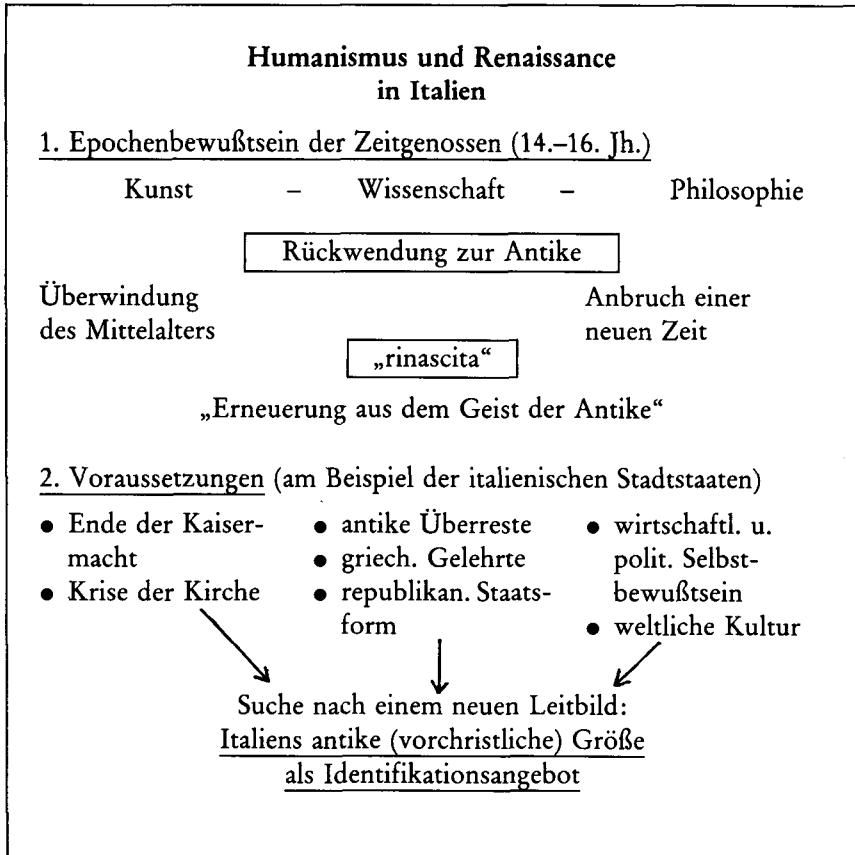 Humanismus und Renaissance
in Italien
1. Epochenbewußtsein der Zeitgenossen (14.–16. Jh.)
Kunst – Wissenschaft – Philosophie
Rückwendung zur Antike
Überwindung
des Mittelalters
Anbruch einer
neuen Zeit
„rinascita“
„Erneuerung aus dem Geist der Antike“
2. Voraussetzungen (am Beispiel der italienischen Stadtstaaten)
● Ende der Kaiser-
macht
● Krise der Kirche
● antike Überreste
● griech. Gelehrte
● republikan. Staats-
form
● wirtschaftl. u.
polit. Selbst-
bewußtsein
● weltliche Kultur
Suche nach einem neuen Leitbild:
Italiens antike (vorchristliche) Größe
als Identifikationsangebot